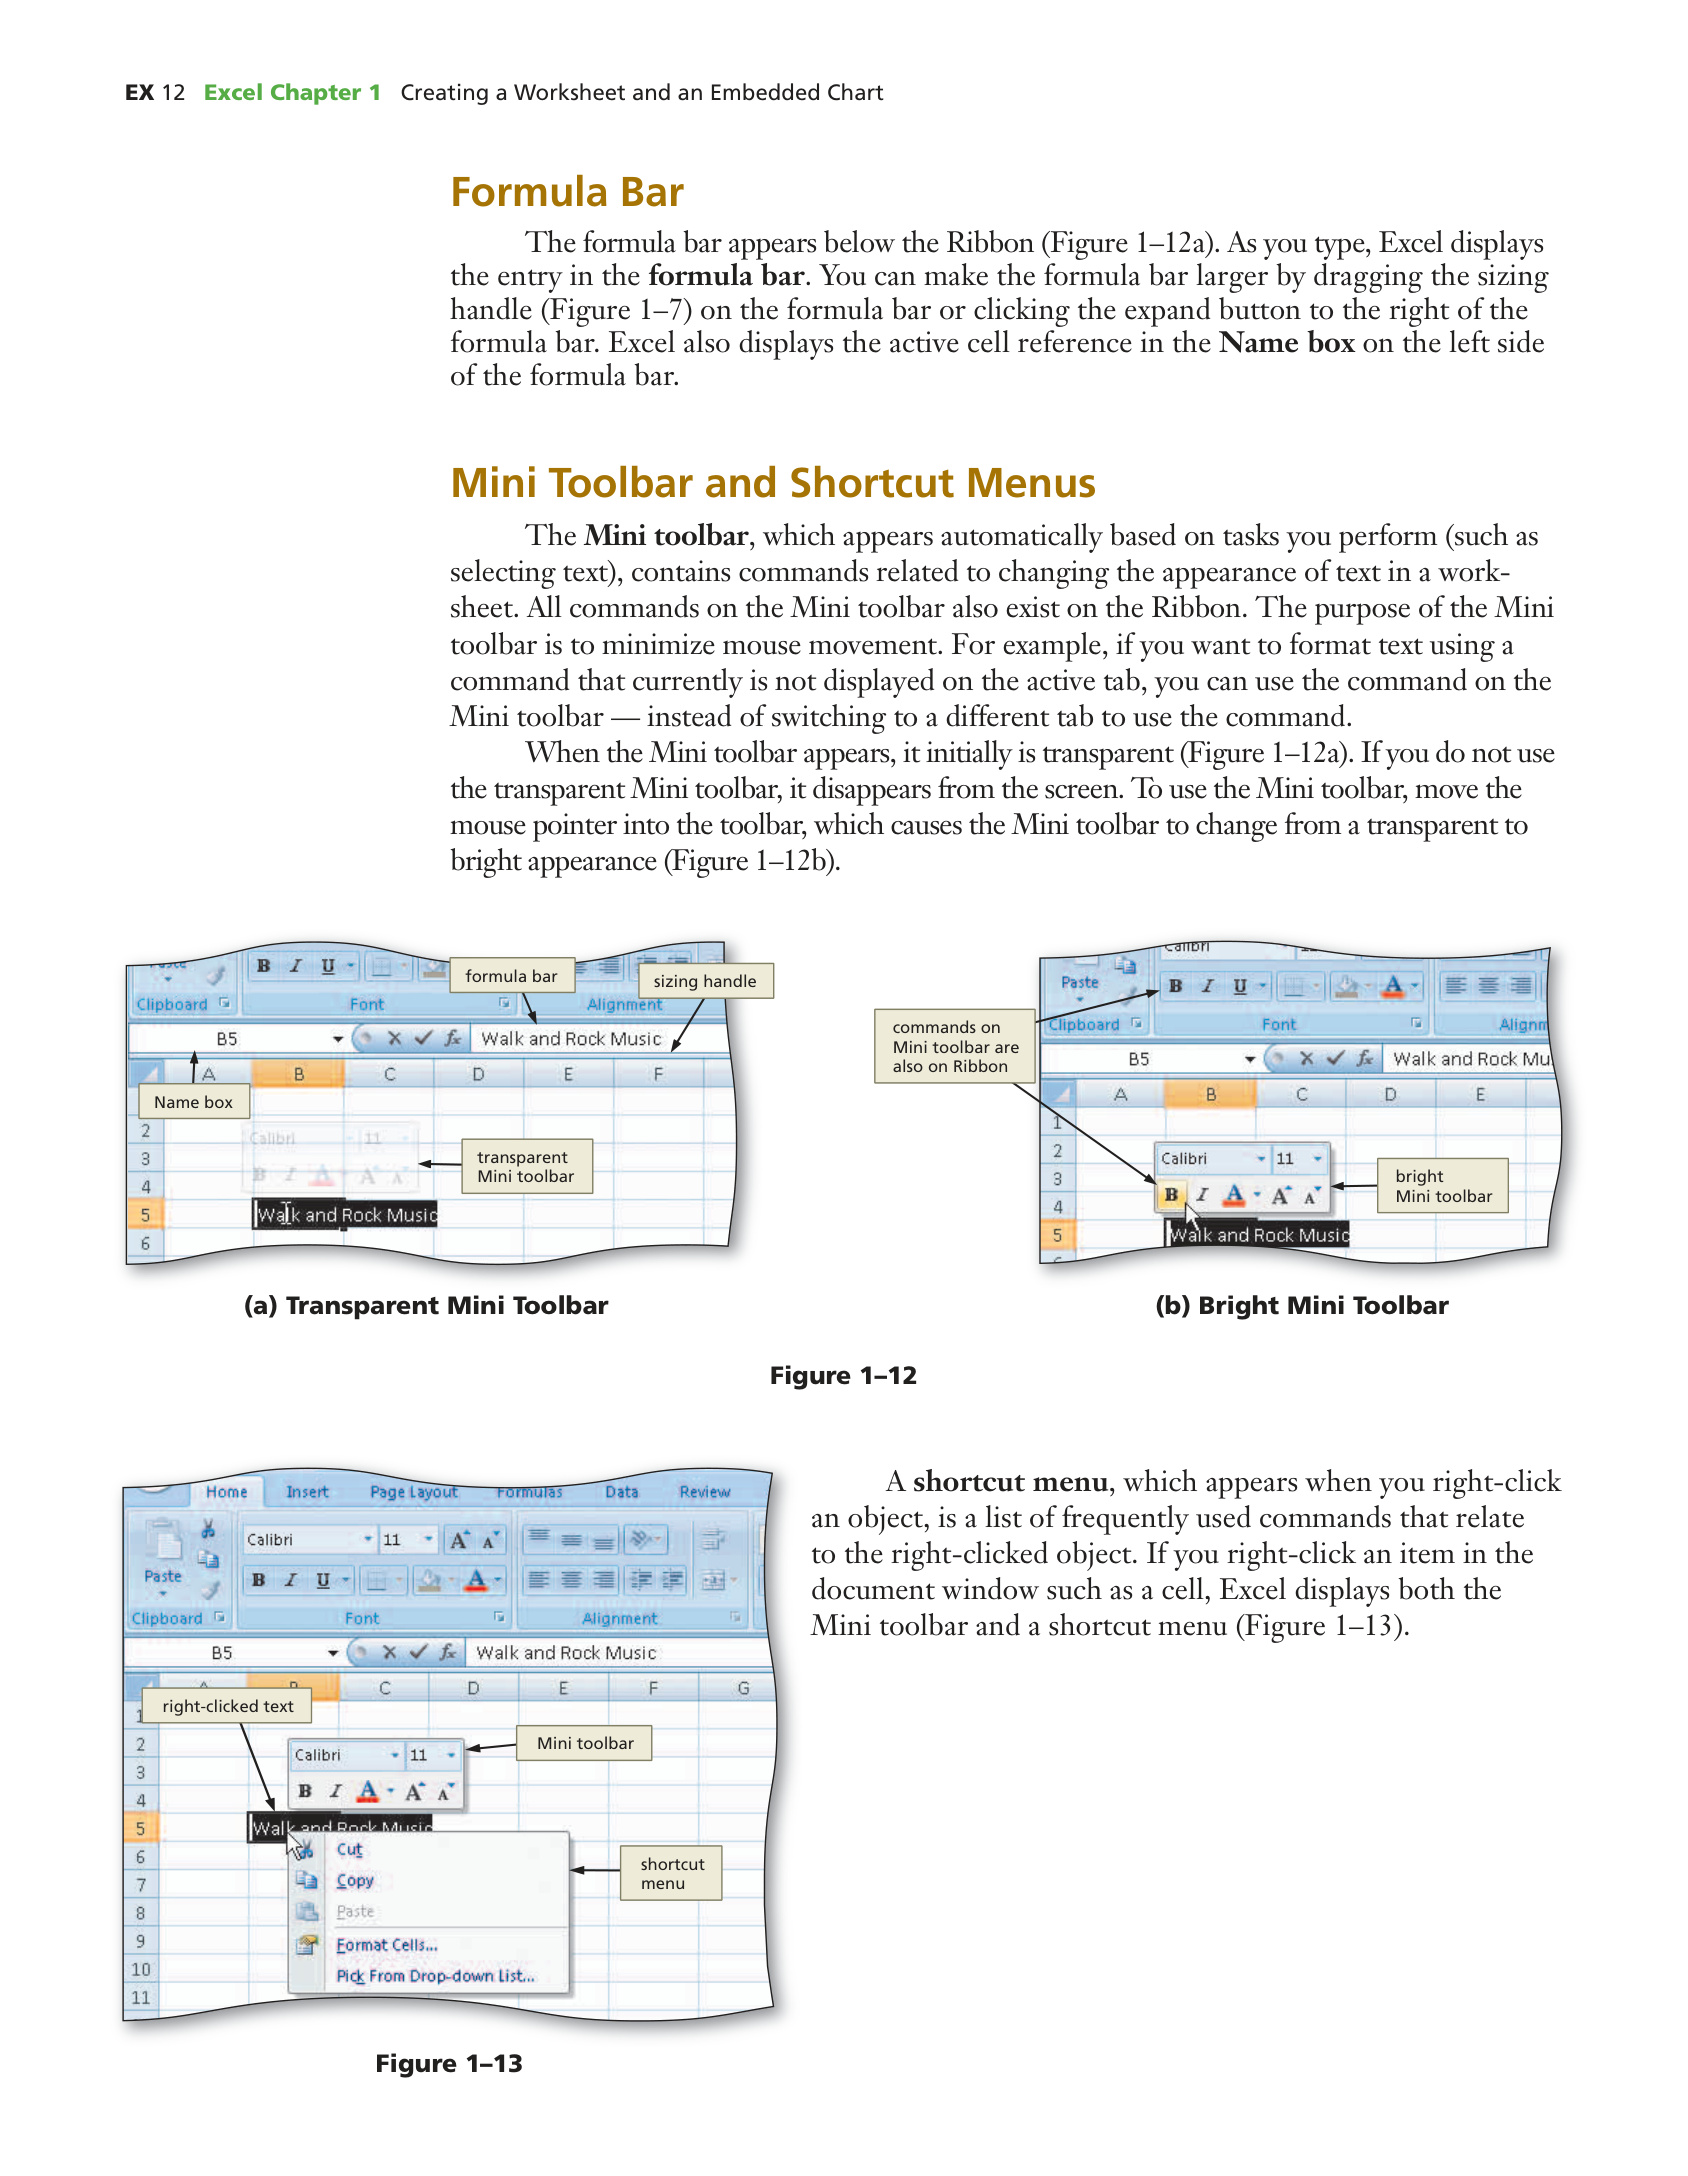 EX 12 Excel Chapter 1 Creating a Worksheet and an Embedded Chart
Formula Bar
The formula bar appears below the Ribbon (Figure 1–12a). As you type, Excel displays
the entry in the formula bar. You can make the formula bar larger by dragging the sizing
handle (Figure 1–7) on the formula bar or clicking the expand button to the right of the
formula bar. Excel also displays the active cell reference in the Name box on the left side
of the formula bar.
Mini Toolbar and Shortcut Menus
The Mini toolbar, which appears automatically based on tasks you perform (such as
selecting text), contains commands related to changing the appearance of text in a work-
sheet. All commands on the Mini toolbar also exist on the Ribbon. The purpose of the Mini
toolbar is to minimize mouse movement. For example, if you want to format text using a
command that currently is not displayed on the active tab, you can use the command on the
Mini toolbar — instead of switching to a different tab to use the command.
When the Mini toolbar appears, it initially is transparent (Figure 1–12a). If you do not use
the transparent Mini toolbar, it disappears from the screen. To use the Mini toolbar, move the
mouse pointer into the toolbar, which causes the Mini toolbar to change from a transparent to
bright appearance (Figure 1–12b).
B I U
formula bar
sizing handle
Clipboard Font Alignment
B5 fx Walk and Rock Music
A B C D E F
Name box
2
Calibri 11
3
transparent
Mini toolbar
B I A A A
4
5 Walk and Rock Music
6
(a) Transparent Mini Toolbar
Calibri
Paste B I U A
commands on
Mini toolbar are
also on Ribbon
Clipboard Font Alignm
B5 fx Walk and Rock Mu
A B C D E
1
2 Calibri 11
3 B I A A A
bright
Mini toolbar
4
5 Walk and Rock Music
(b) Bright Mini Toolbar
Figure 1–12
Home Insert Page Layout Formulas Data Review
Calibri 11 A A
Paste B I U A
Clipboard Font Alignment
B5 fx Walk and Rock Music
C D E F G
right-clicked text
1
2
Calibri 11
Mini toolbar
3
B I A A A
4
5 Walk and Rock Music
6 Cut
7 Copy
shortcut
menu
8 Paste
9 Format Cells...
10 Pick From Drop-down List...
11
Figure 1–13
A shortcut menu, which appears when you right-click
an object, is a list of frequently used commands that relate
to the right-clicked object. If you right-click an item in the
document window such as a cell, Excel displays both the
Mini toolbar and a shortcut menu (Figure 1–13).